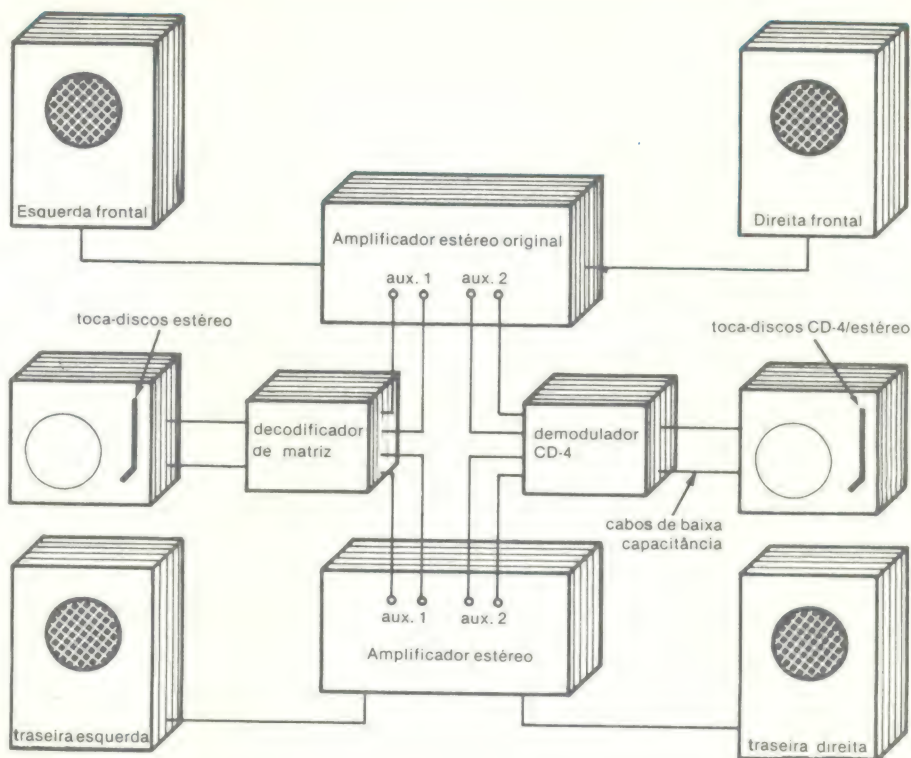 Esquerda frontal
Direita frontal
Amplificador estéreo original
aux. 1
aux. 2
toca-discos estéreo
toca-discos CD-4/estéreo
decodificador
de matriz
demodulador
CD-4
cabos de baixa
capacitância
aux. 1
aux. 2
Amplificador estéreo
traseira esquerda
traseira direita